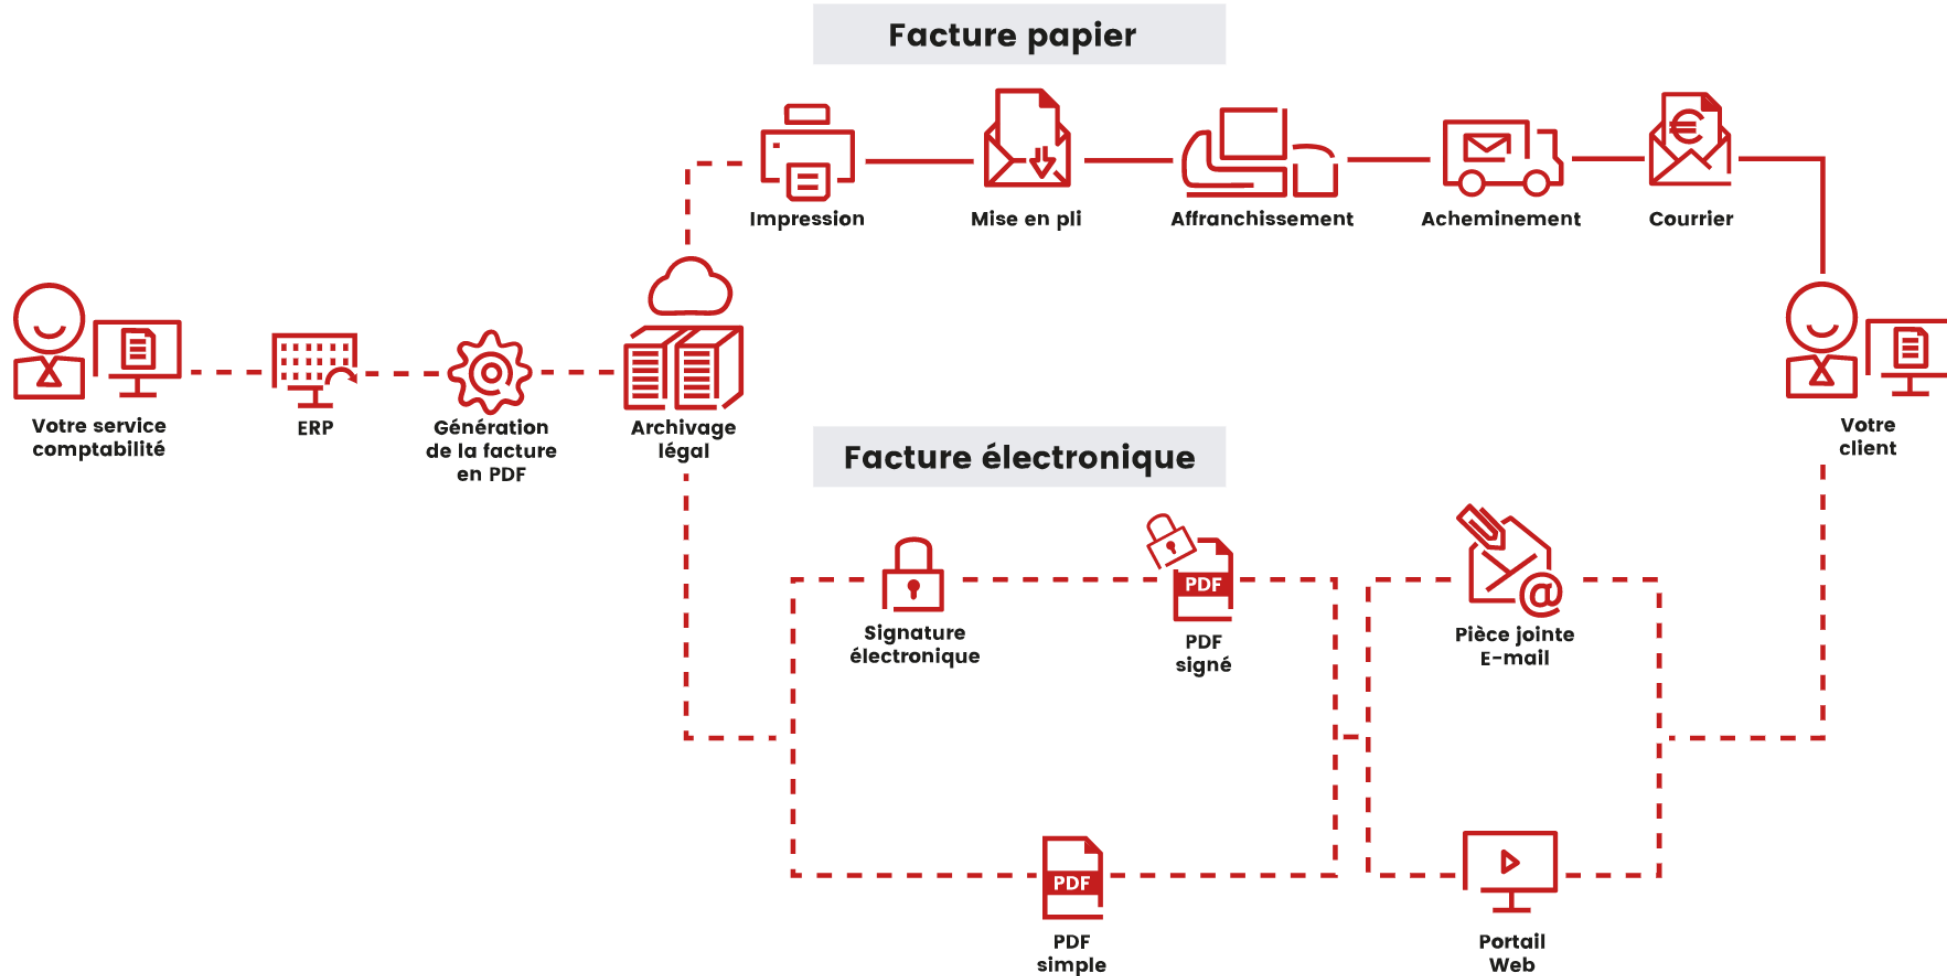 Facture papier
Impression
Mise en pli
Affranchissement
Acheminement
Courrier
€
Votre service
comptabilité
ERP
Génération
de la facture
en PDF
Archivage
légal
Votre
client
Facture électronique
Signature
électronique
PDF
PDF
signé
@
Pièce jointe
E-mail
PDF
PDF
simple
Portail
Web